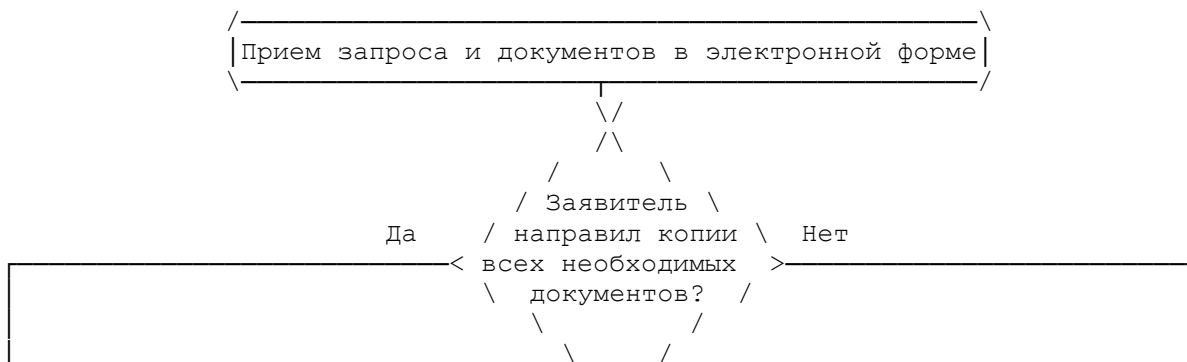 Прием запроса и документов в электронной форме
Заявитель
Да направил копии Нет
всех необходимых
документов?